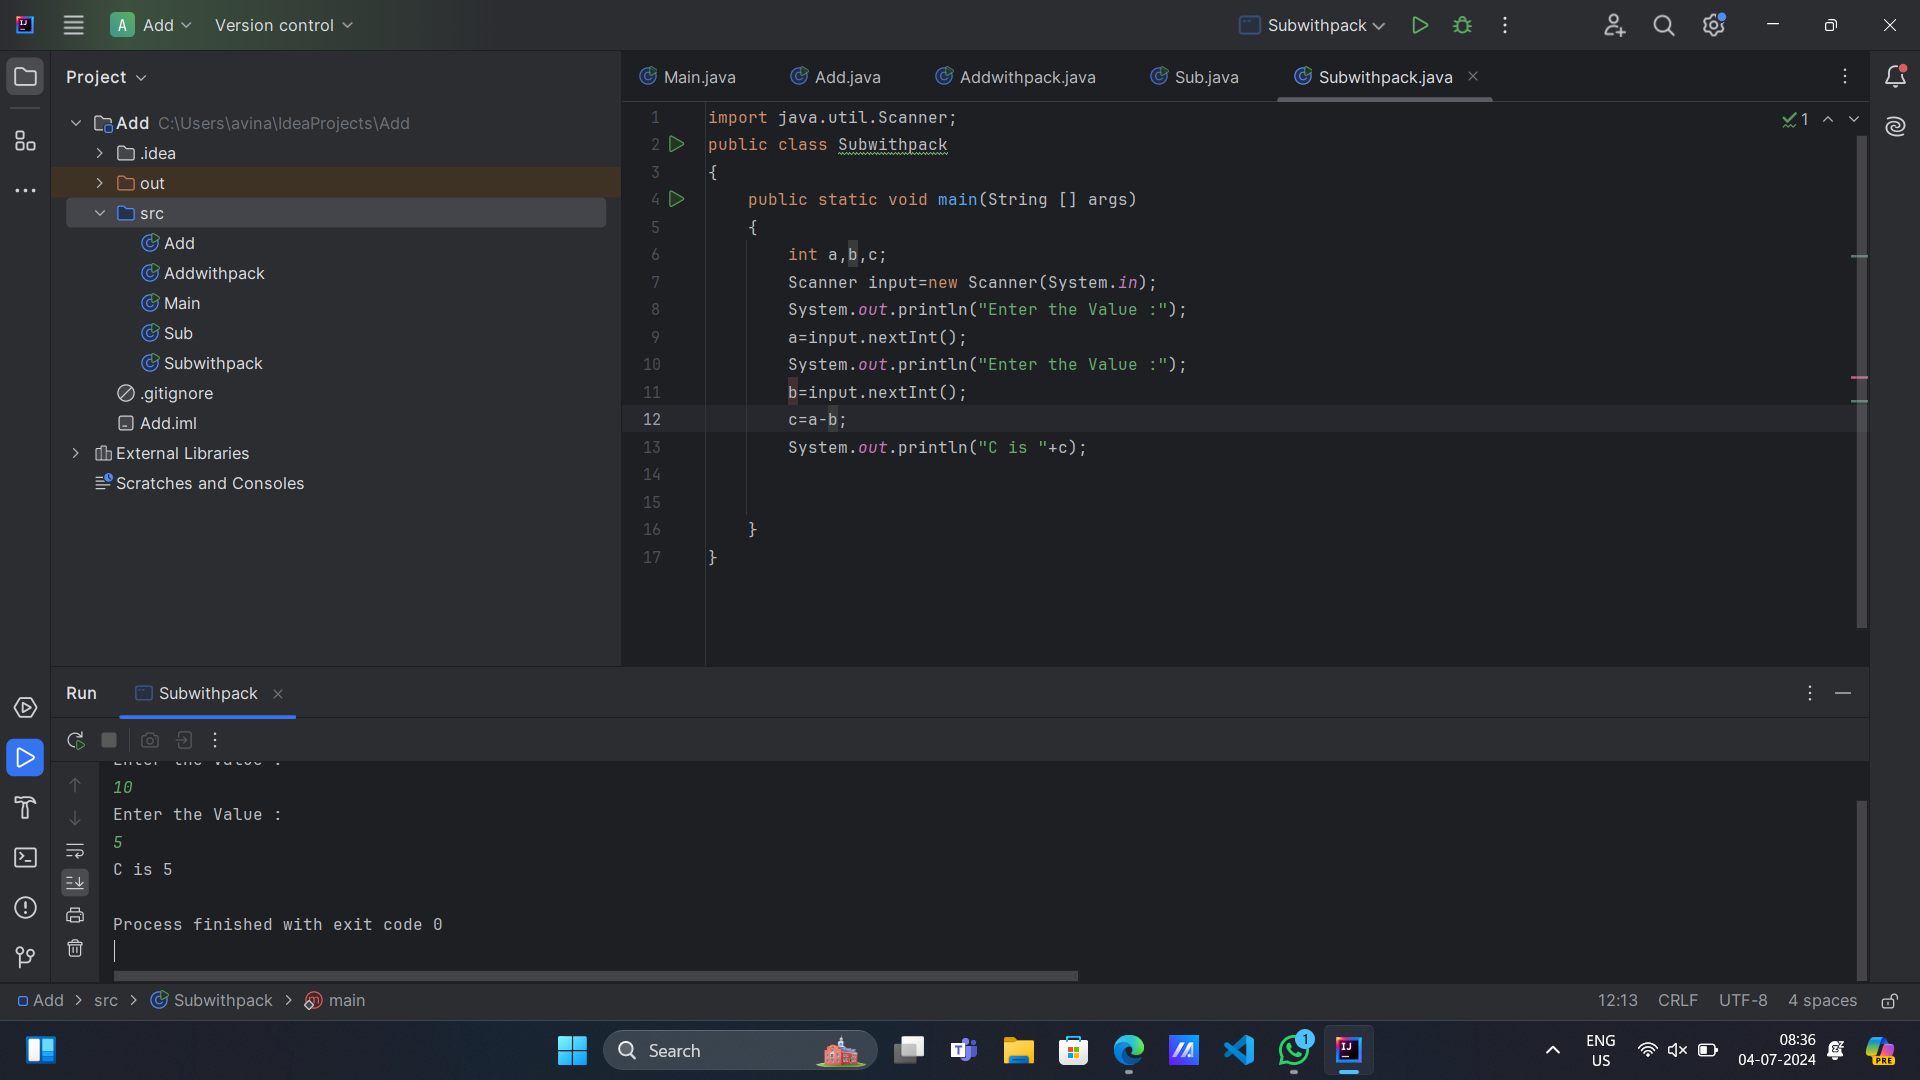 A Add Version control Subwithpack
Project
Main.java Add.java Addwithpack.java Sub.java Subwithpack.java
Add C:\Users\avina\IdeaProjects\Add
.idea
out
src
Add
Addwithpack
Main
Sub
Subwithpack
.gitignore
Add.iml
External Libraries
Scratches and Consoles
1 import java.util.Scanner;
1
2 public class Subwithpack
3 {
4 public static void main(String [] args)
5 {
6 int a,b,c;
7 Scanner input=new Scanner(System.in);
8 System.out.println("Enter the Value :");
9 a=input.nextInt();
10 System.out.println("Enter the Value :");
11 b=input.nextInt();
12 c=a-b;
13 System.out.println("C is "+c);
14
15
16 }
17 }
Run Subwithpack
Enter the Value :
10
Enter the Value :
5
C is 5
Process finished with exit code 0
Add src Subwithpack main 12:13 CRLF UTF-8 4 spaces
Search 1 ENG 08:36
US 04-07-2024 PRE